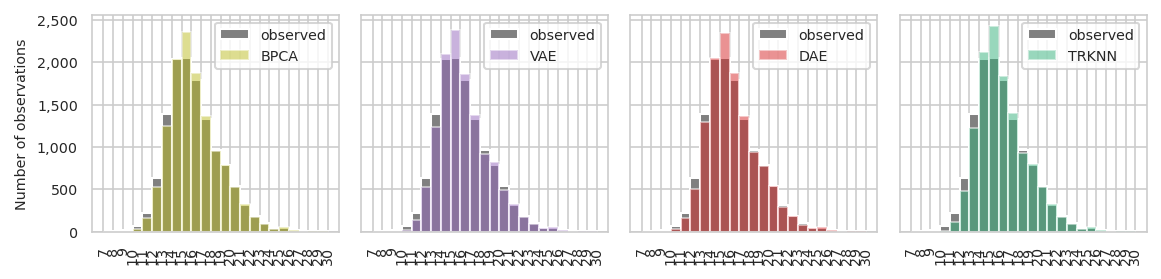 2,500
2,000
1,500
1,000
500
0
Number of observations
observed
BPCA
7 8 9 10 11 12 13 14 15 16 17 18 19 20 21 22 23 24 25 26 27 28 29 30
observed
VAE
7 8 9 10 11 12 13 14 15 16 17 18 19 20 21 22 23 24 25 26 27 28 29 30
observed
DAE
7 8 9 10 11 12 13 14 15 16 17 18 19 20 21 22 23 24 25 26 27 28 29 30
observed
TRKNN
7 8 9 10 11 12 13 14 15 16 17 18 19 20 21 22 23 24 25 26 27 28 29 30